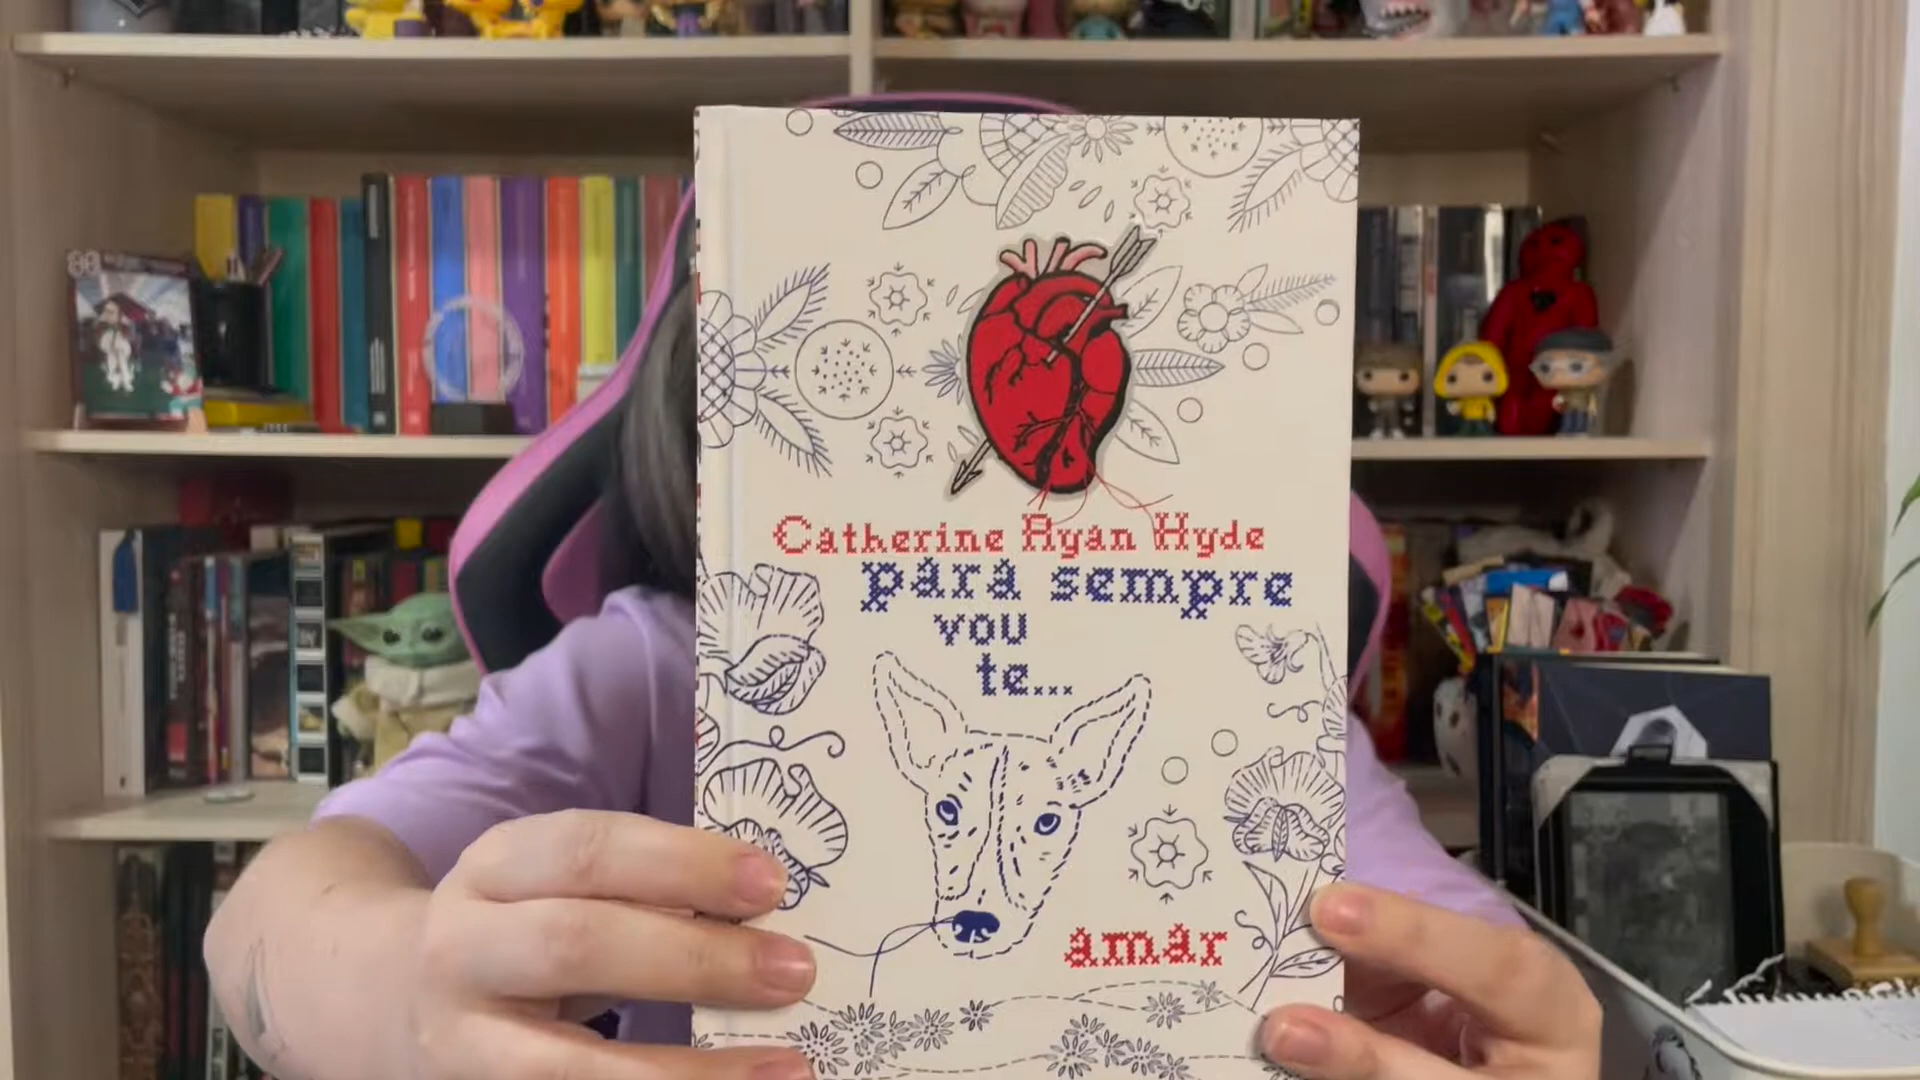 Catherine Ryan Hyde
para sempre
vou
te...
amar